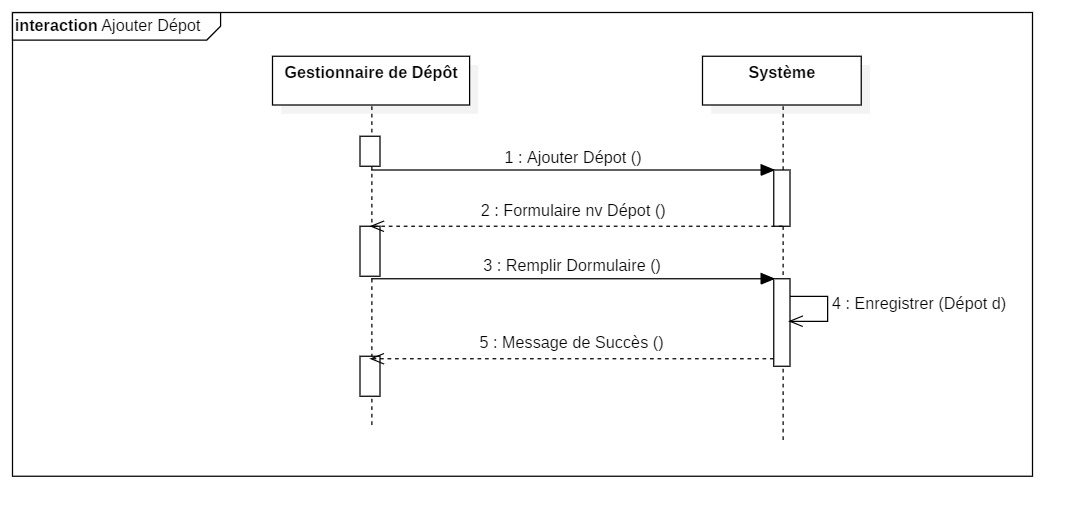 interaction Ajouter Dépot
Gestionnaire de Dépôt
Système
1 : Ajouter Dépot ()
2 : Formulaire nv Dépot ()
3 : Remplir Dormulaire ()
4 : Enregistrer (Dépot d)
5 : Message de Succès ()